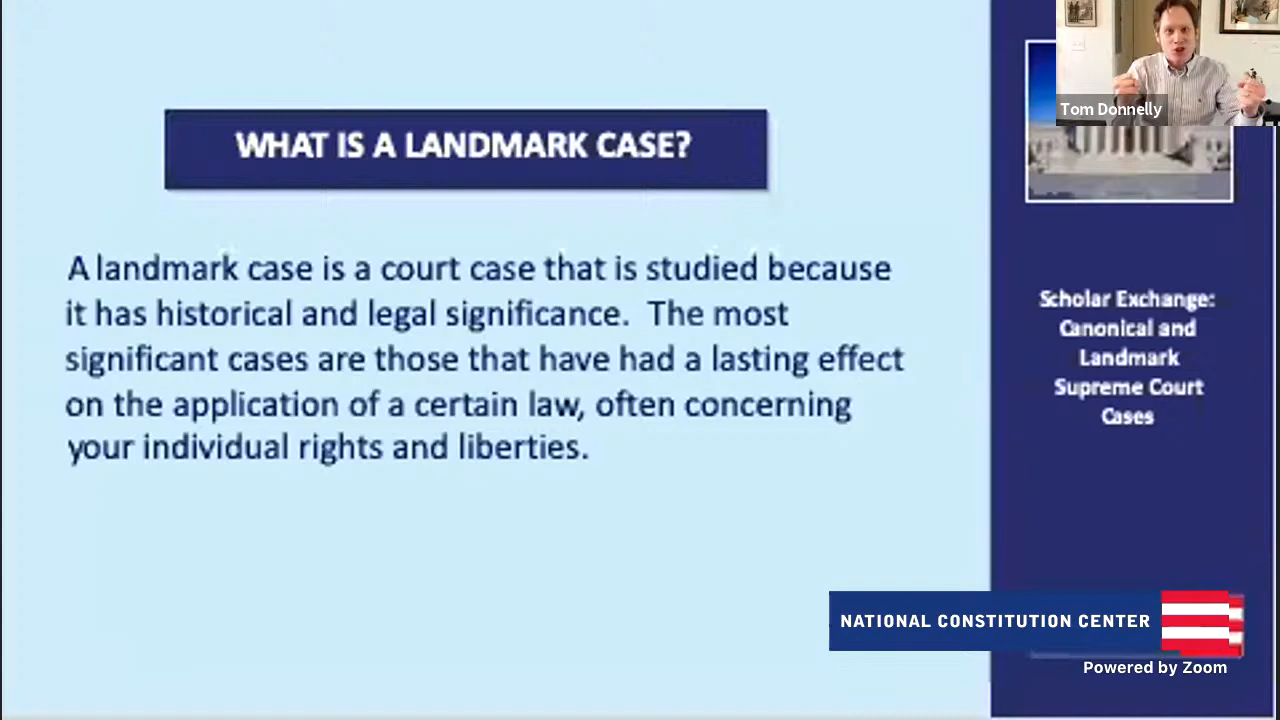 WHAT IS A LANDMARK CASE?
A landmark case is a court case that is studied because
it has historical and legal significance.  The most
significant cases are those that have had a lasting effect
on the application of a certain law, often concerning
your individual rights and liberties.
Tom Donnelly
Scholar Exchange:
Canonical and
Landmark
Supreme Court
Cases
NATIONAL CONSTITUTION CENTER
Powered by Zoom